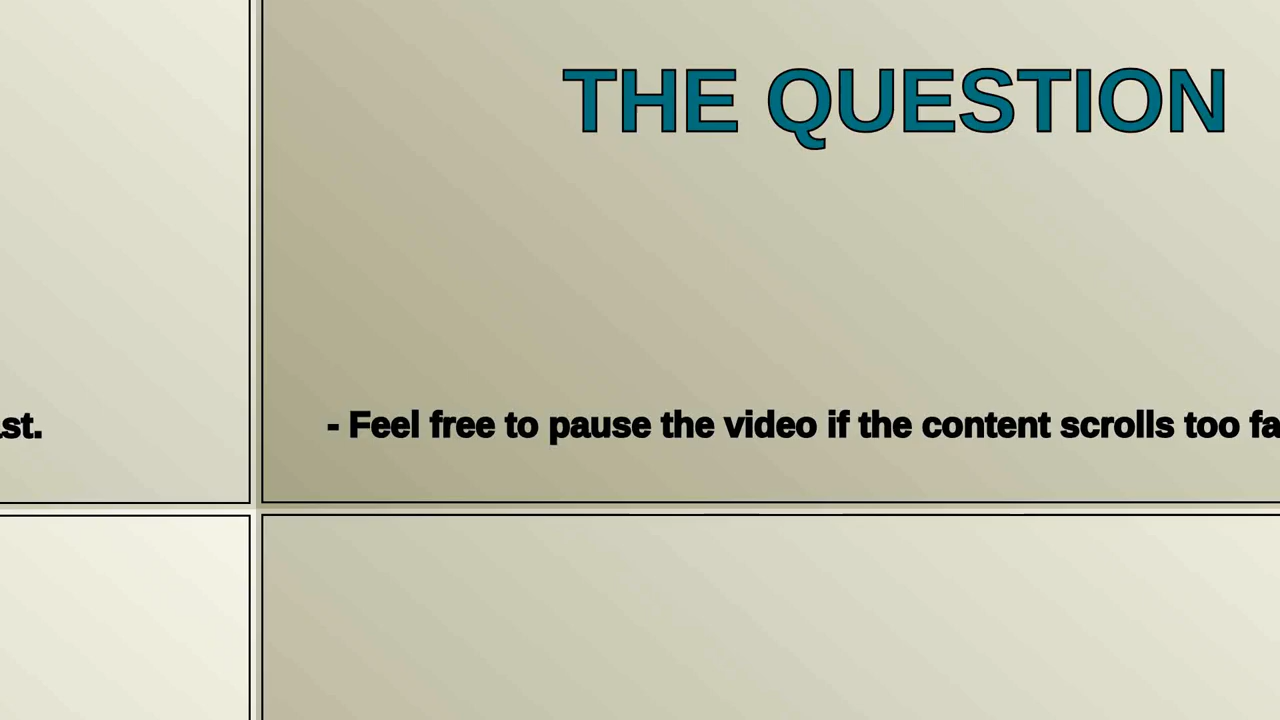 THE QUESTION
st.
- Feel free to pause the video if the content scrolls too fa